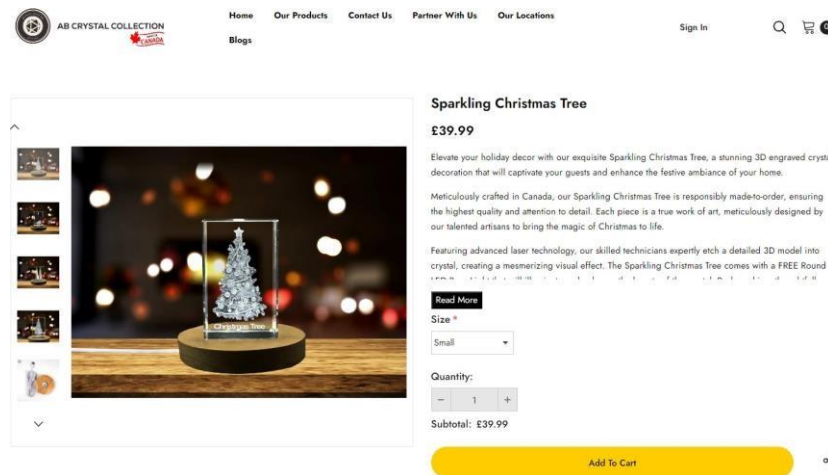 AB CRYSTAL COLLECTION
CANADA
Home Our Products Contact Us Partner With Us Our Locations
Blogs
Sign In
Sparkling Christmas Tree
£39.99
Elevate your holiday decor with our exquisite Sparkling Christmas Tree, a stunning 3D engraved
decoration that will captivate your guests and enhance the festive ambiance of your home.
Meticulously crafted in Canada, our Sparkling Christmas Tree is responsibly made-to-order, ensuring
the highest quality and attention to detail. Each piece is a true work of art, meticulously designed by
our talented artisans to bring the magic of Christmas to life.
Featuring advanced laser technology, our skilled technicians expertly etch a detailed 3D model into
crystal, creating a mesmerizing visual effect. The Sparkling Christmas Tree comes with a FREE Round
Read More
Size *
Small
Christmas Tree
Quantity:
- 1 +
Subtotal: £39.99
Add To Cart